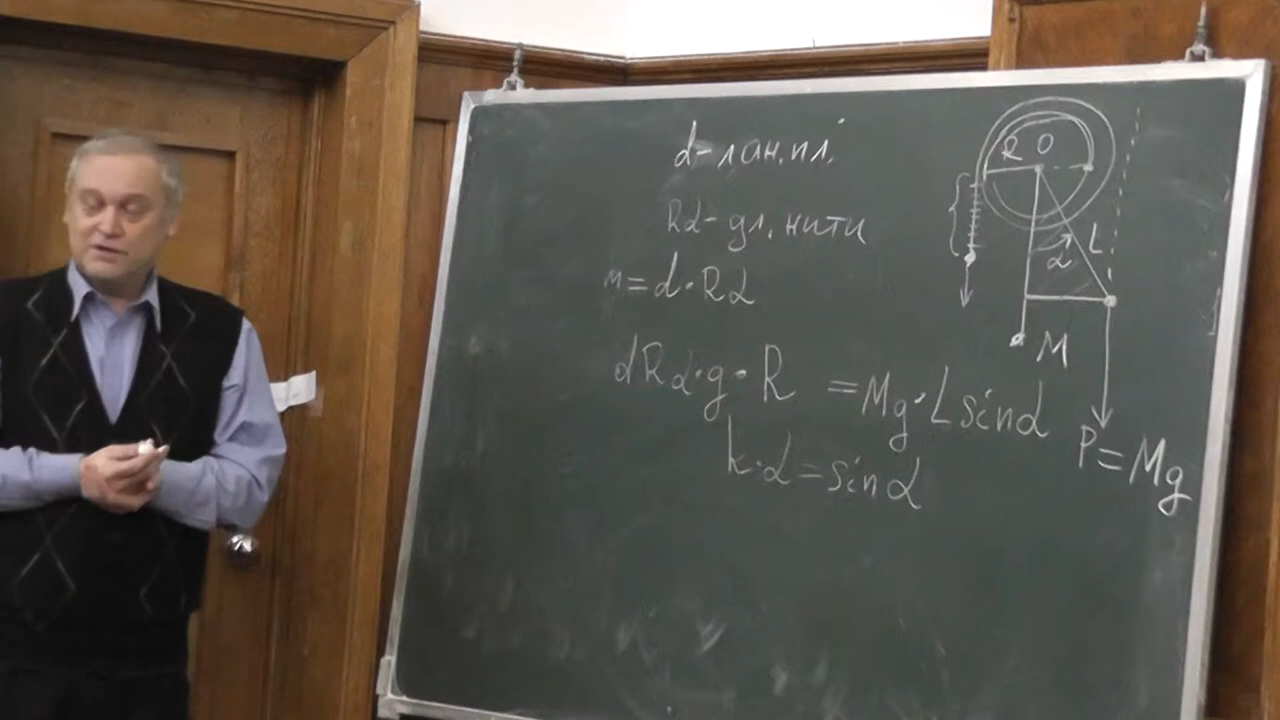 d - лин. пл.
Rα - дл. нити
м = d · Rα
dRα · g · R = Mg · L sin α
k · α = sin α
R O
L
α
M
P = Mg